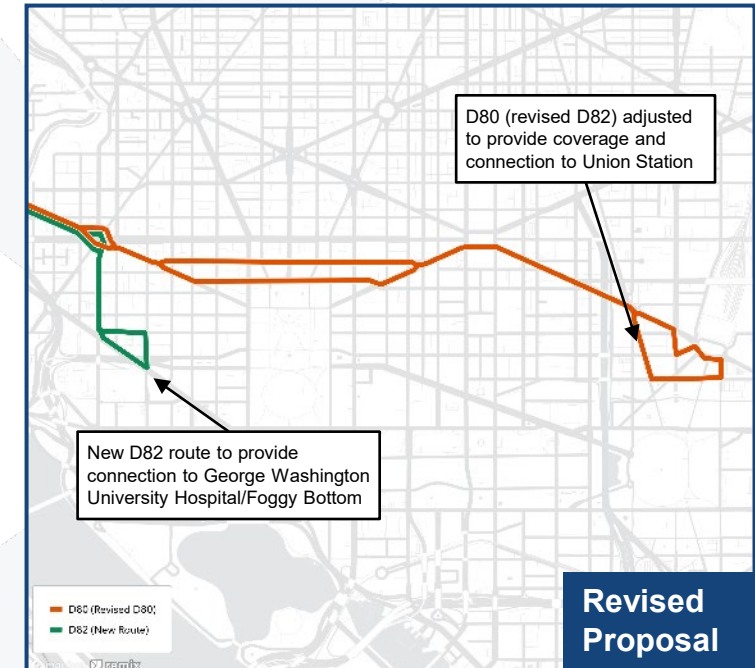 D80 (revised D82) adjusted
to provide coverage and
connection to Union Station
New D82 route to provide
connection to George Washington
University Hospital/Foggy Bottom
D80 (Revised D80)
D82 (New Route)
Revised
Proposal
remix